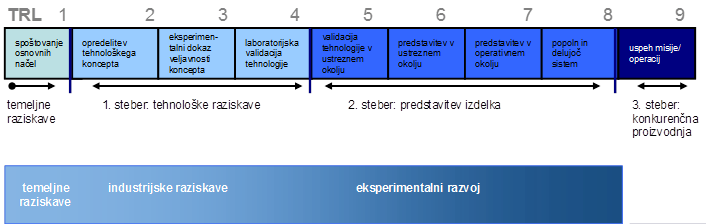 TRL 1 2 3 4 5 6 7 8 9
spoštovanje
osnovnih
načel
opredelitev
tehnološkega
koncepta
eksperimen-
talni dokaz
veljavnosti
koncepta
laboratorijska
validacija
tehnologije
validacija
tehnologije v
ustreznem
okolju
predstavitev v
ustreznem
okolju
predstavitev v
operativnem
okolju
popoln in
delujoč
sistem
uspeh misije/
operacij
temeljne
raziskave
1. steber: tehnološke raziskave
2. steber: predstavitev izdelka
3. steber:
konkurenčna
proizvodnja
temeljne
raziskave
industrijske raziskave
eksperimentalni razvoj